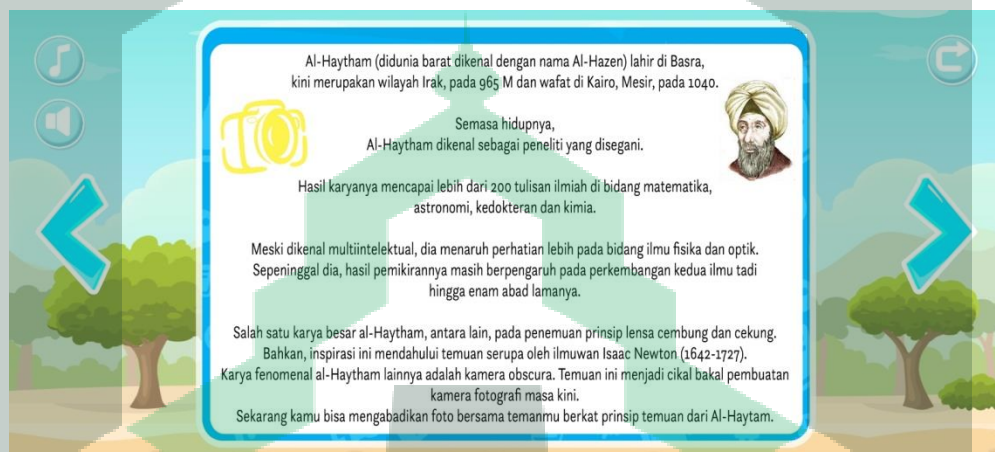 Al-Haytham (didunia barat dikenal dengan nama Al-Hazen) lahir di Basra,
kini merupakan wilayah Irak, pada 965 M dan wafat di Kairo, Mesir, pada 1040.
Semasa hidupnya,
Al-Haytham dikenal sebagai peneliti yang disegani.
Hasil karyanya mencapai lebih dari 200 tulisan ilmiah di bidang matematika,
astronomi, kedokteran dan kimia.
Meski dikenal multiintelektual, dia menaruh perhatian lebih pada bidang ilmu fisika dan optik.
Sepeninggal dia, hasil pemikirannya masih berpengaruh pada perkembangan kedua ilmu tadi
hingga enam abad lamanya.
Salah satu karya besar al-Haytham, antara lain, pada penemuan prinsip lensa cembung dan cekung.
Bahkan, inspirasi ini mendahului temuan serupa oleh ilmuwan Isaac Newton (1642-1727).
Karya fenomenal al-Haytham lainnya adalah kamera obscura. Temuan ini menjadi cikal bakal pembuatan
kamera fotografi masa kini.
Sekarang kamu bisa mengabadikan foto bersama temanmu berkat prinsip temuan dari Al-Haytam.